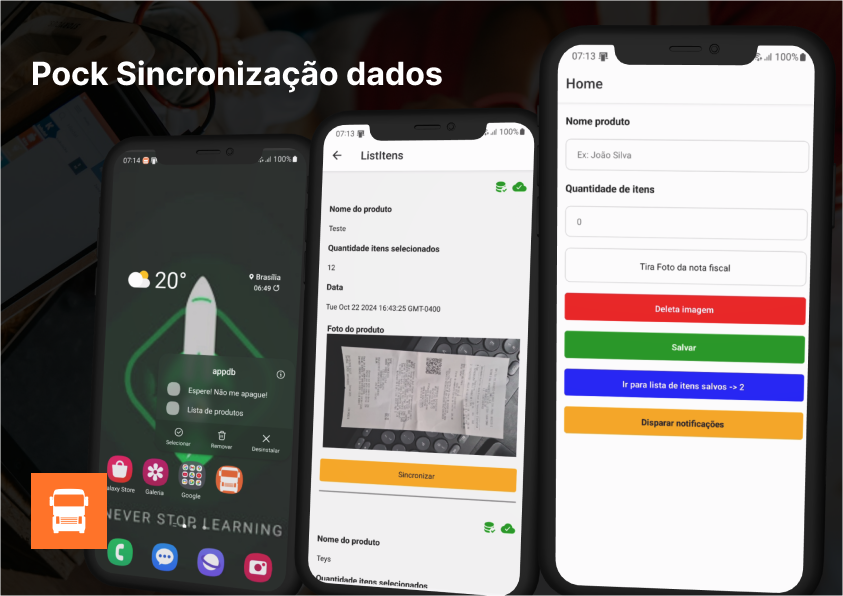 Pock Sincronização dados
07:14
100%
20°
Brasília
06:49
appdb
Espere! Não me apague!
Lista de produtos
Selecionar
Remover
Desinstalar
alaxy Store
Galeria
Google
NEVER STOP LEARNING
07:13
100%
ListItens
Nome do produto
Teste
Quantidade itens selecionados
12
Data
Tue Oct 22 2024 16:43:25 GMT-0400
Foto do produto
Sincronizar
Nome do produto
Teys
Quantidade itens selecionados
07:13
100%
Home
Nome produto
Ex: João Silva
Quantidade de itens
0
Tira Foto da nota fiscal
Deleta imagem
Salvar
Ir para lista de itens salvos -> 2
Disparar notificações